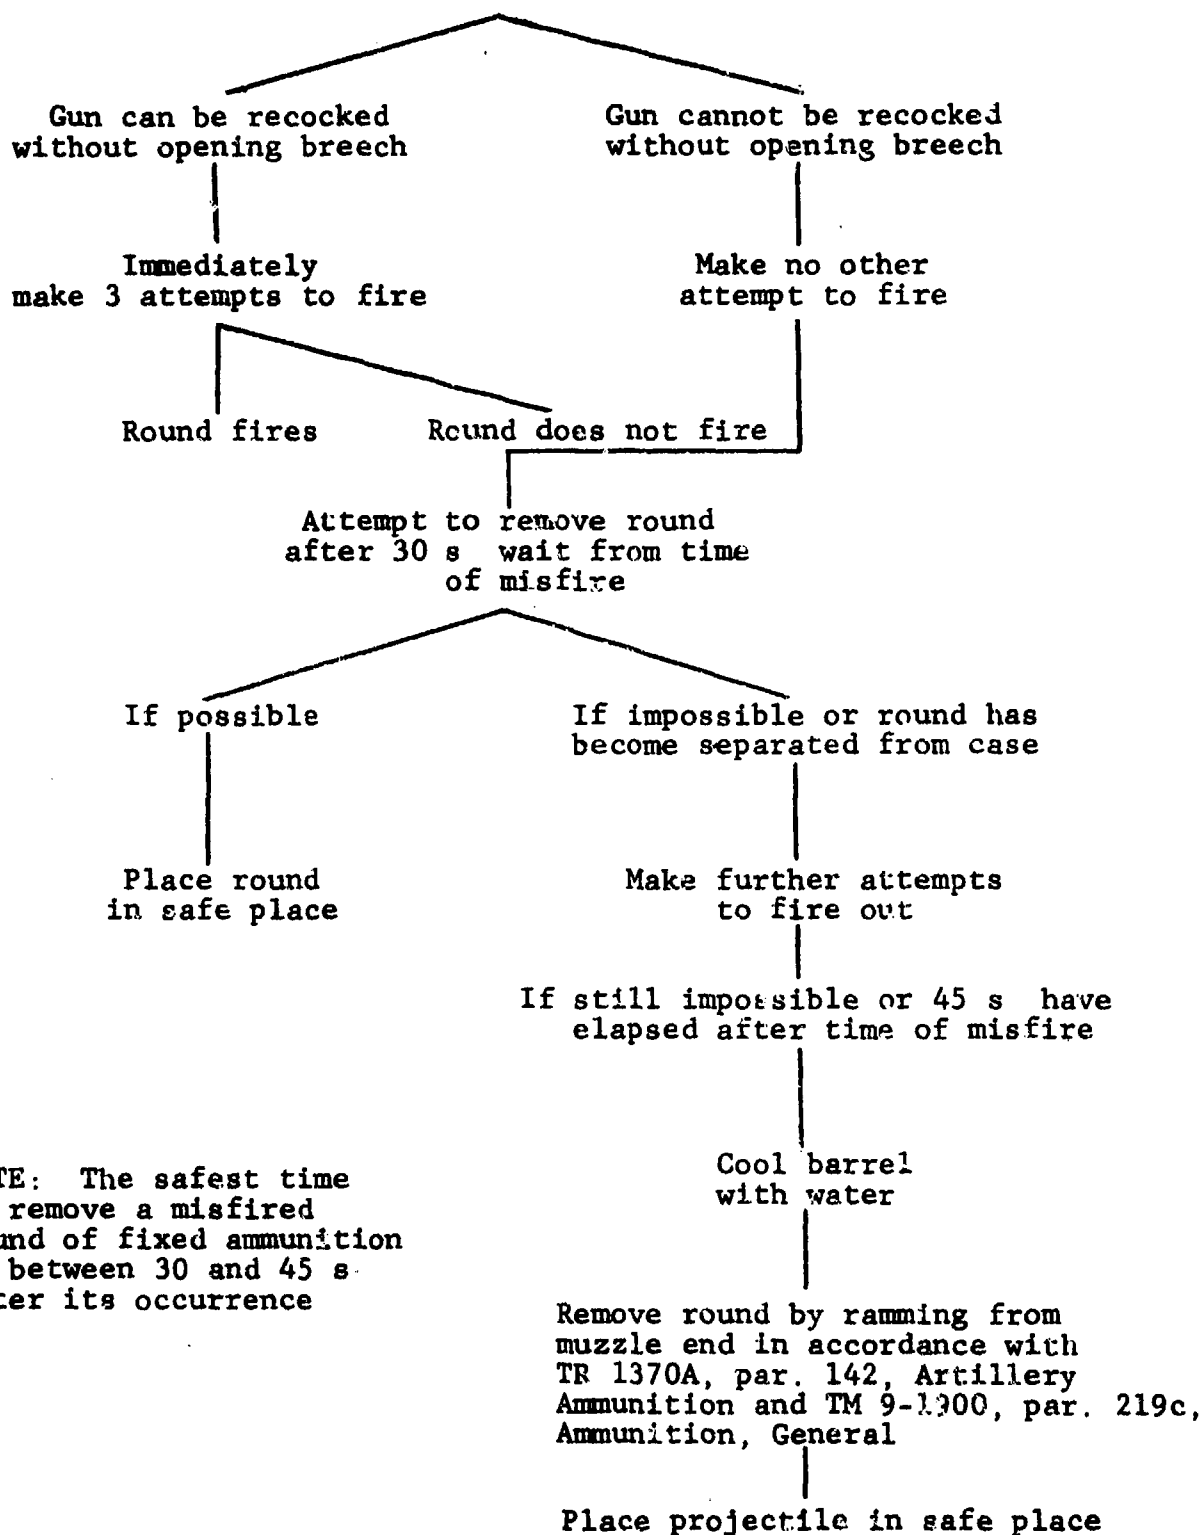 Gun can be recocked
without opening breech
Gun cannot be recocked
without opening breech
Immediately
make 3 attempts to fire
Make no other
attempt to fire
Round fires
Round does not fire
Attempt to remove round
after 30 s wait from time
of misfire
If possible
If impossible or round has
become separated from case
Place round
in safe place
Make further attempts
to fire out
If still impossible or 45 s have
elapsed after time of misfire
Cool barrel
with water
TE: The safest time
remove a misfired
und of fixed ammunition
between 30 and 45 s
ter its occurrence
Remove round by ramming from
muzzle end in accordance with
TR 1370A, par. 142, Artillery
Ammunition and TM 9-1900, par. 219c,
Ammunition, General
Place projectile in safe place